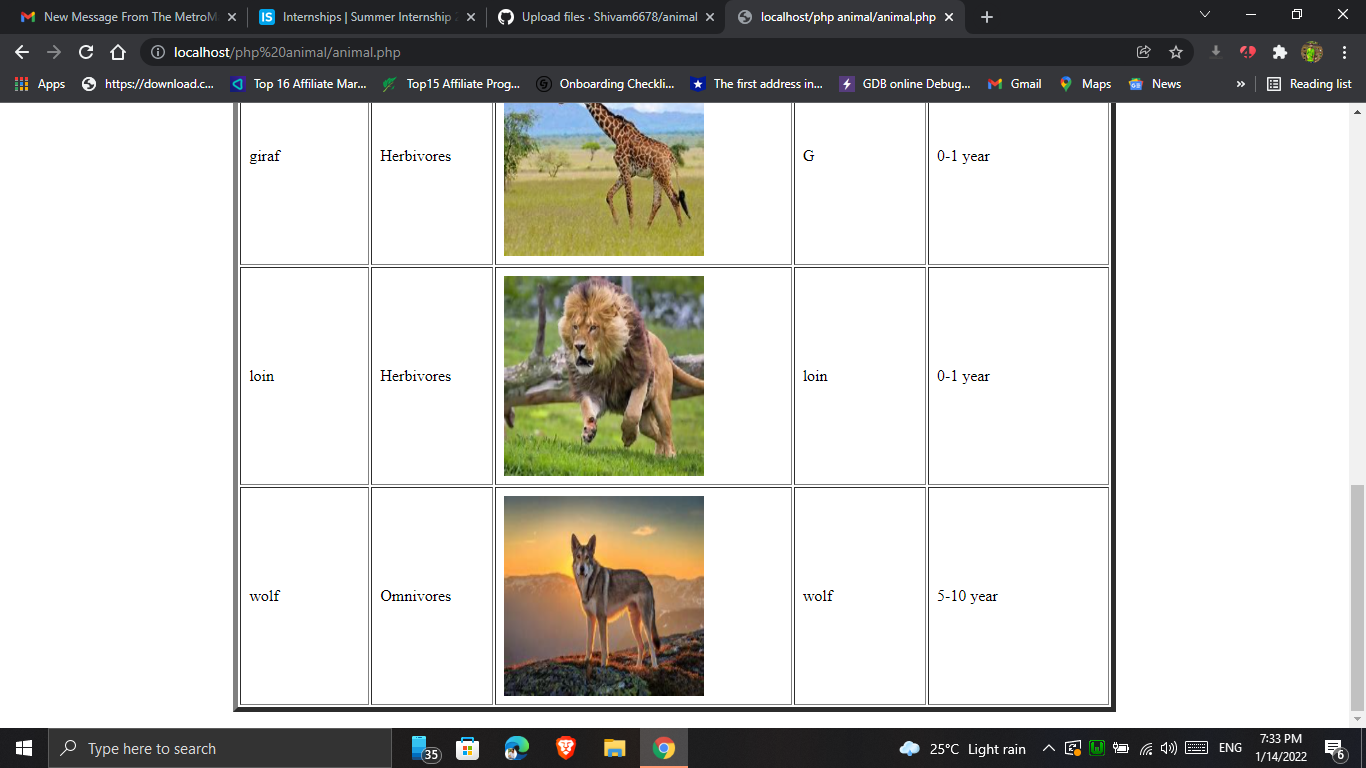 New Message From The MetroM
Internships | Summer Internship 2
Upload files · Shivam6678/animal
localhost/php animal/animal.php
localhost/php%20animal/animal.php
Apps
https://download.c...
Top 16 Affiliate Mar...
Top15 Affiliate Prog...
Onboarding Checkli...
The first address in...
GDB online Debug...
Gmail
Maps
News
»
Reading list
giraf Herbivores G 0-1 year
loin Herbivores loin 0-1 year
wolf Omnivores wolf 5-10 year
Type here to search
35
25°C Light rain
ENG
7:33 PM
1/14/2022
6